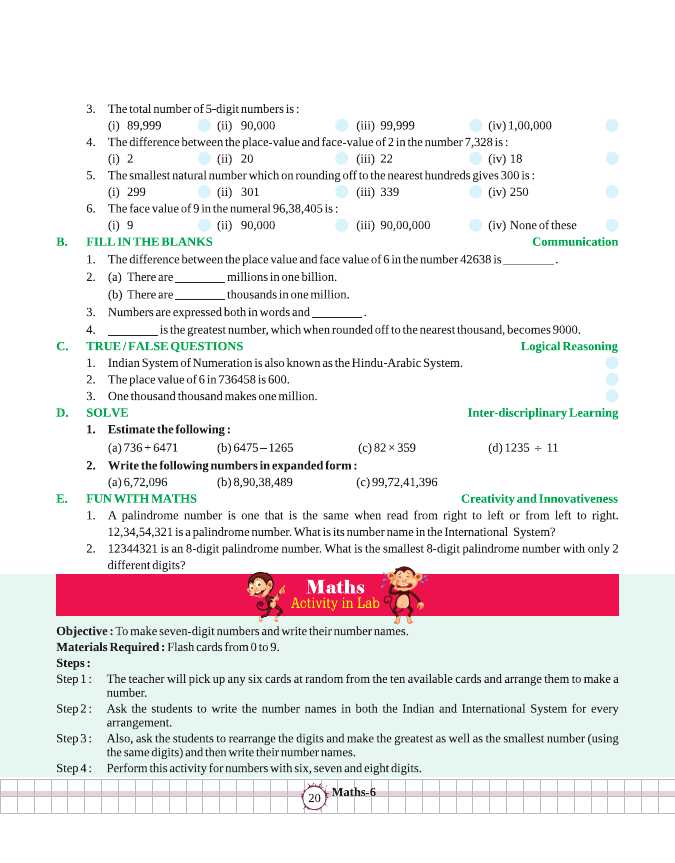 3. The total number of 5-digit numbers is :
(i) 89,999 (ii) 90,000 (iii) 99,999 (iv) 1,00,000
4. The difference between the place-value and face-value of 2 in the number 7,328 is :
(i) 2 (ii) 20 (iii) 22 (iv) 18
5. The smallest natural number which on rounding off to the nearest hundreds gives 300 is :
(i) 299 (ii) 301 (iii) 339 (iv) 250
6. The face value of 9 in the numeral 96,38,405 is :
(i) 9 (ii) 90,000 (iii) 90,00,000 (iv) None of these
B. FILL IN THE BLANKS Communication
1. The difference between the place value and face value of 6 in the number 42638 is ________ .
2. (a) There are ________ millions in one billion.
(b) There are ________ thousands in one million.
3. Numbers are expressed both in words and ________ .
4. ________ is the greatest number, which when rounded off to the nearest thousand, becomes 9000.
C. TRUE / FALSE QUESTIONS Logical Reasoning
1. Indian System of Numeration is also known as the Hindu-Arabic System.
2. The place value of 6 in 736458 is 600.
3. One thousand thousand makes one million.
D. SOLVE Inter-discriplinary Learning
1. Estimate the following :
(a) 736 + 6471 (b) 6475 – 1265 (c) 82 × 359 (d) 1235 ÷ 11
2. Write the following numbers in expanded form :
(a) 6,72,096 (b) 8,90,38,489 (c) 99,72,41,396
E. FUN WITH MATHS Creativity and Innovativeness
1. A palindrome number is one that is the same when read from right to left or from left to right.
12,34,54,321 is a palindrome number. What is its number name in the International System?
2. 12344321 is an 8-digit palindrome number. What is the smallest 8-digit palindrome number with only 2
different digits?
Maths
Activity in Lab
Objective : To make seven-digit numbers and write their number names.
Materials Required : Flash cards from 0 to 9.
Steps :
Step 1 : The teacher will pick up any six cards at random from the ten available cards and arrange them to make a
number.
Step 2 : Ask the students to write the number names in both the Indian and International System for every
arrangement.
Step 3 : Also, ask the students to rearrange the digits and make the greatest as well as the smallest number (using
the same digits) and then write their number names.
Step 4 : Perform this activity for numbers with six, seven and eight digits.
20 Maths-6